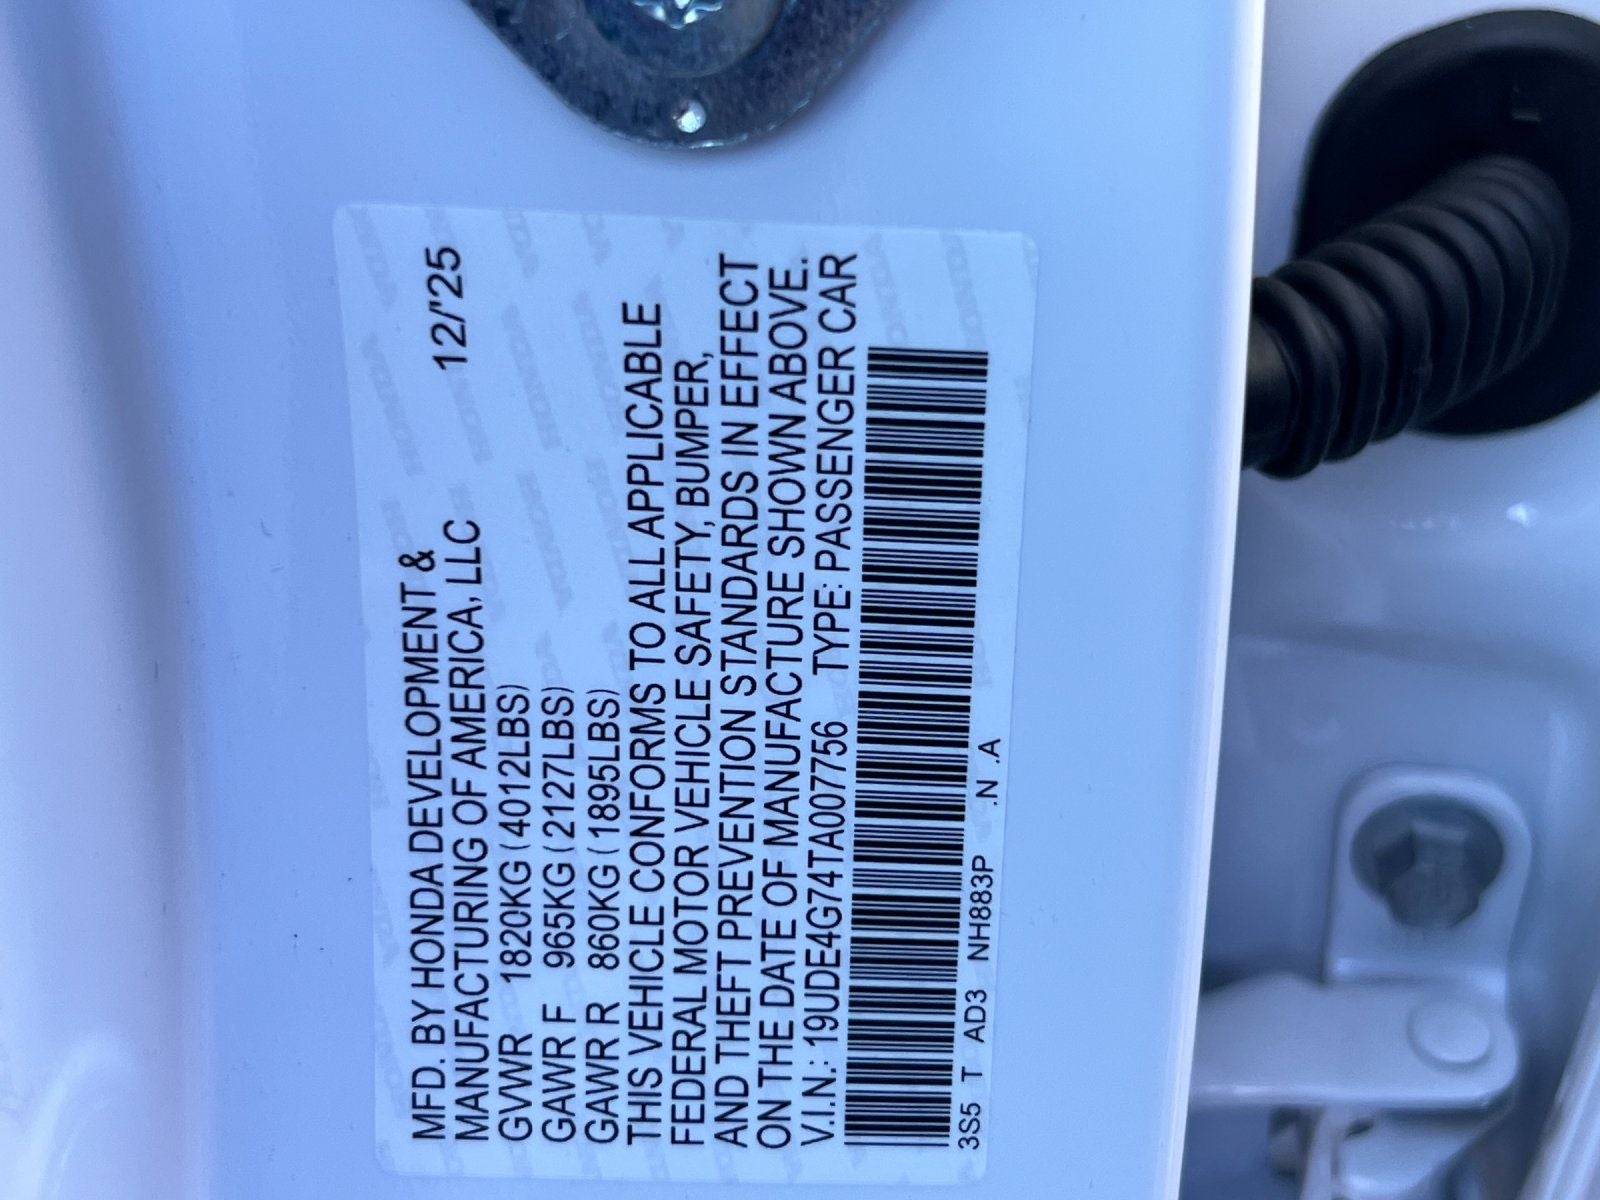 MFD. BY HONDA DEVELOPMENT &
MANUFACTURING OF AMERICA, LLC 12/'25
GVWR 1820KG (4012LBS)
GAWR F 965KG (2127LBS)
GAWR R 860KG (1895LBS)
THIS VEHICLE CONFORMS TO ALL APPLICABLE
FEDERAL MOTOR VEHICLE SAFETY, BUMPER,
AND THEFT PREVENTION STANDARDS IN EFFECT
ON THE DATE OF MANUFACTURE SHOWN ABOVE.
V.I.N.: 19UDE4G74TA007756 TYPE: PASSENGER CAR
3S5 T AD3 NH883P .N .A